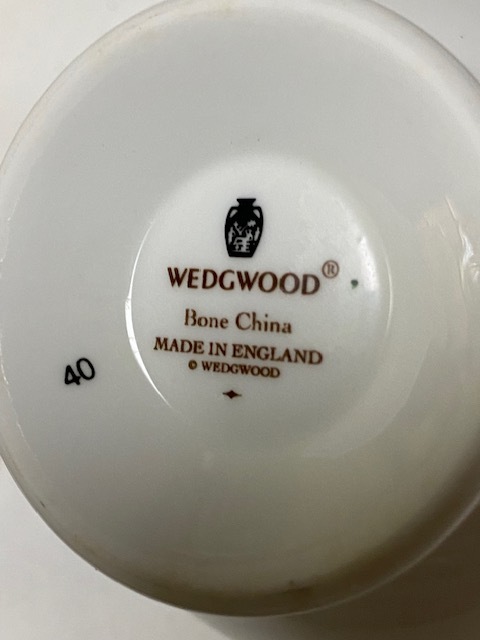 WEDGWOOD®
Bone China
MADE IN ENGLAND
© WEDGWOOD
40